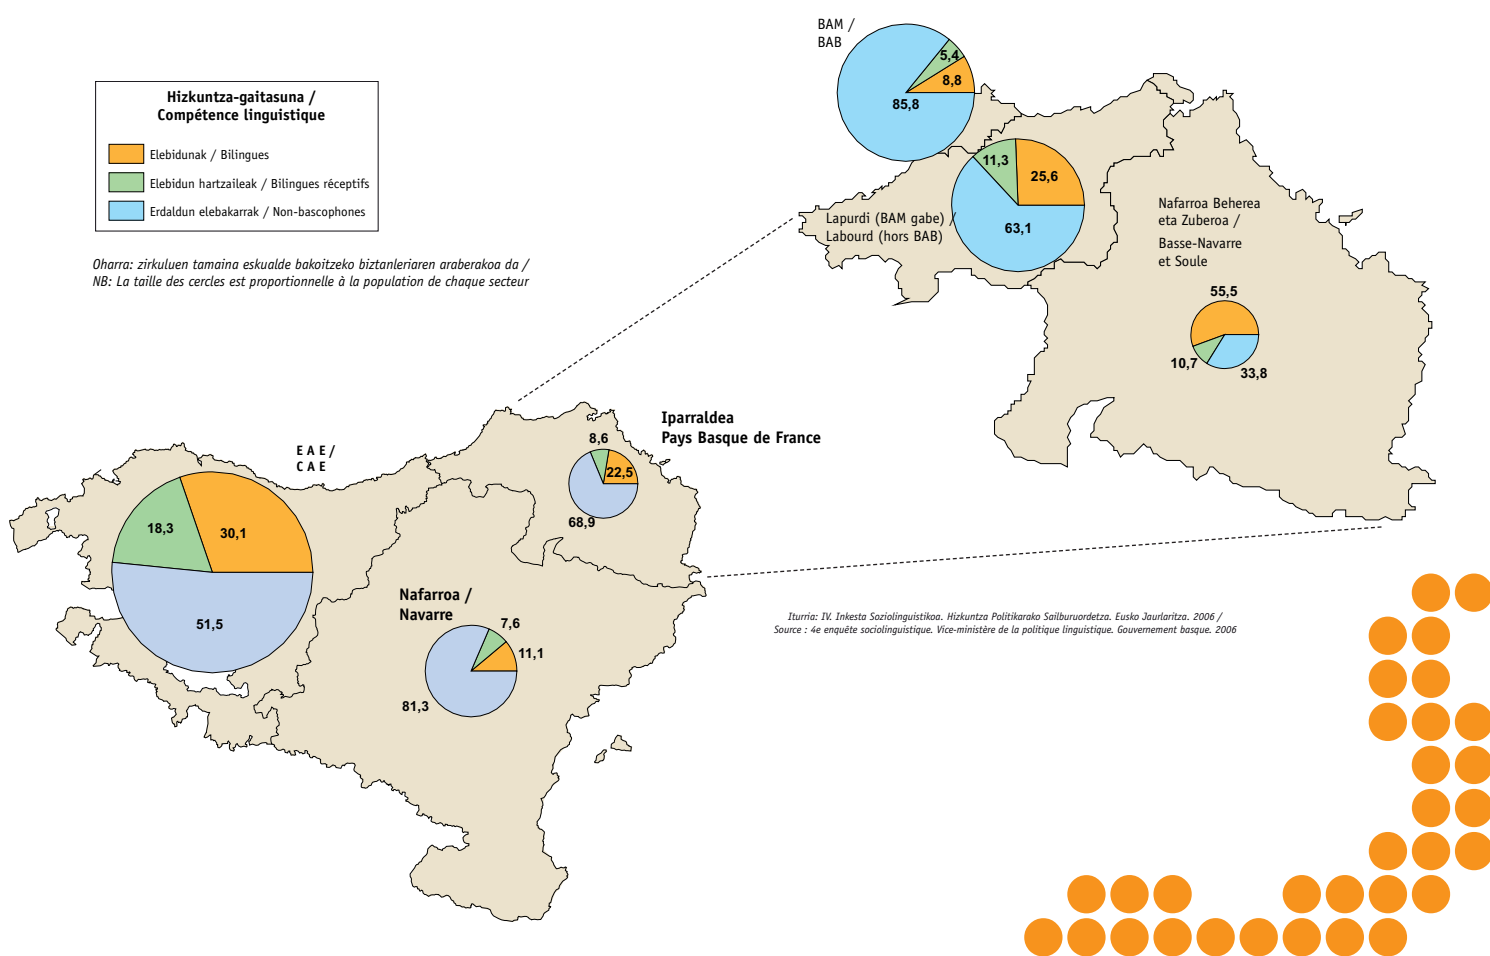 Hizkuntza-gaitasuna /
Compétence linguistique
Elebidunak / Bilingues
Elebidun hartzaileak / Bilingues réceptifs
Erdaldun elebakarrak / Non-bascophones
Oharra: zirkuluen tamaina eskualde bakoitzeko biztanleriaren araberakoa da /
NB: La taille des cercles est proportionnelle à la population de chaque secteur
BAM /
BAB
5,4
8,8
85,8
11,3
25,6
63,1
Lapurdi (BAM gabe) /
Labourd (hors BAB)
Nafarroa Beherea
eta Zuberoa /
Basse-Navarre
et Soule
55,5
10,7
33,8
Iparraldea
Pays Basque de France
8,6
22,5
68,9
E A E /
C A E
18,3
30,1
51,5
Nafarroa /
Navarre
7,6
11,1
81,3
Iturria: IV. Inkesta Soziolinguistikoa. Hizkuntza Politikarako Sailburuordetza. Eusko Jaurlaritza. 2006 /
Source : 4e enquête sociolinguistique. Vice-ministère de la politique linguistique. Gouvernement basque. 2006